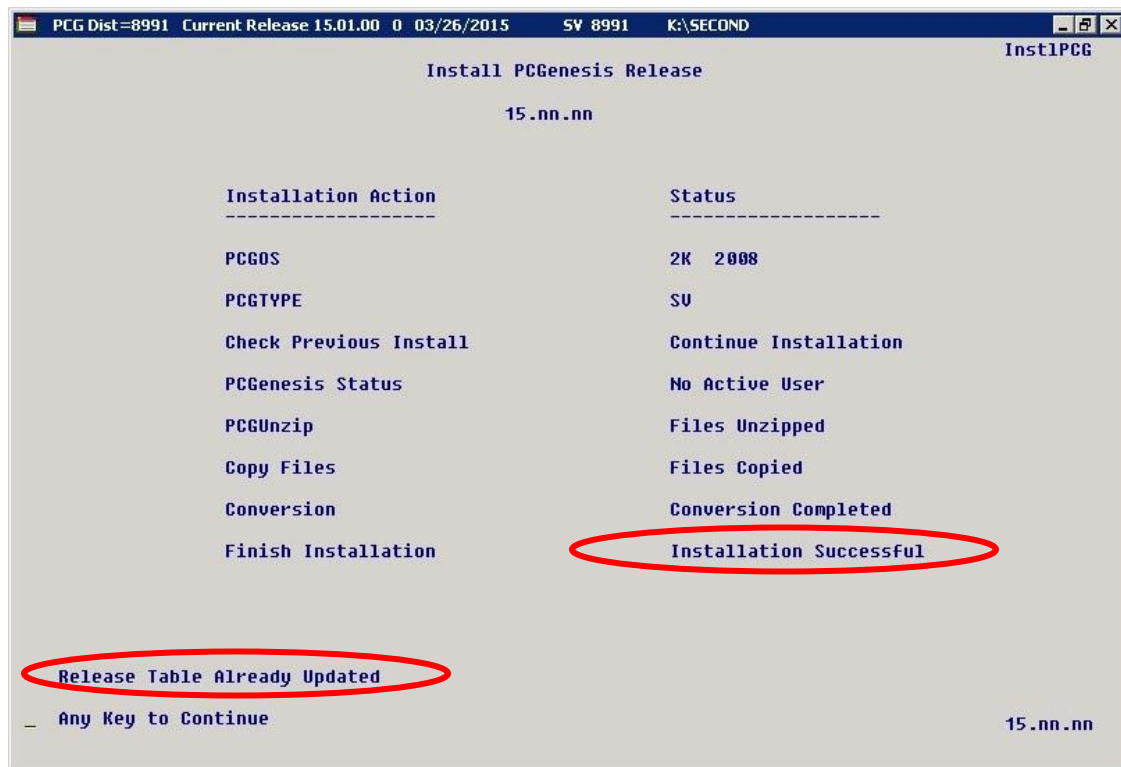 PCG Dist=8991 Current Release 15.01.00 0 03/26/2015 SV 8991 K:\SECOND
InstlPCG
Install PCGenesis Release
15.nn.nn
Installation Action Status
------------------- -------------------
PCGOS 2K 2008
PCGTYPE SV
Check Previous Install Continue Installation
PCGenesis Status No Active User
PCGUnzip Files Unzipped
Copy Files Files Copied
Conversion Conversion Completed
Finish Installation Installation Successful
Release Table Already Updated
_ Any Key to Continue 15.nn.nn